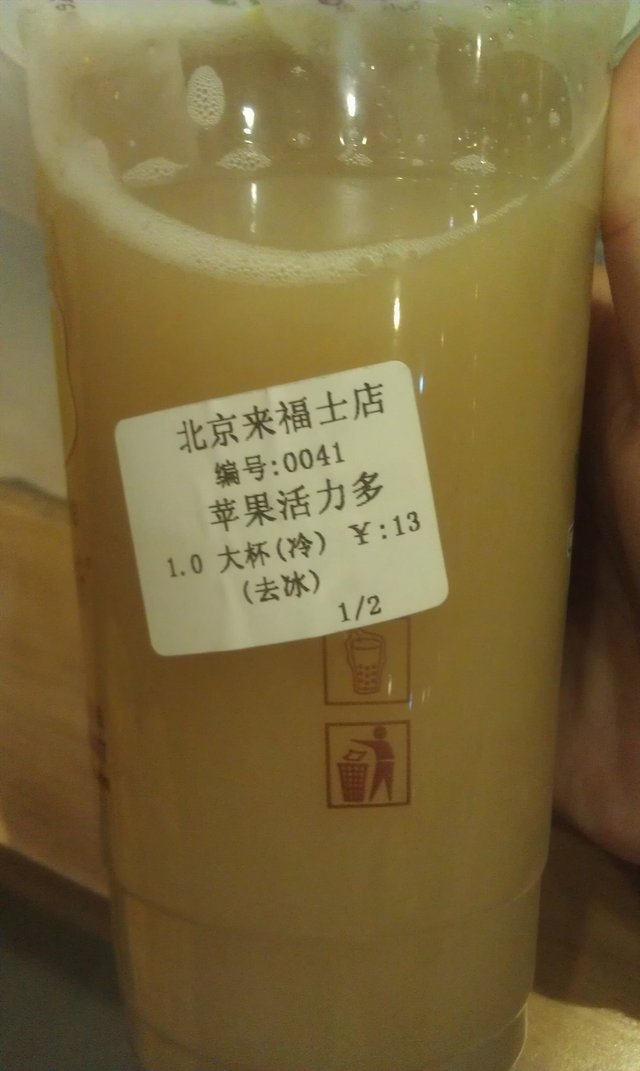 北京来福士店
编号:0041
苹果活力多
1.0 大杯(冷) ¥:13
(去冰)
1/2